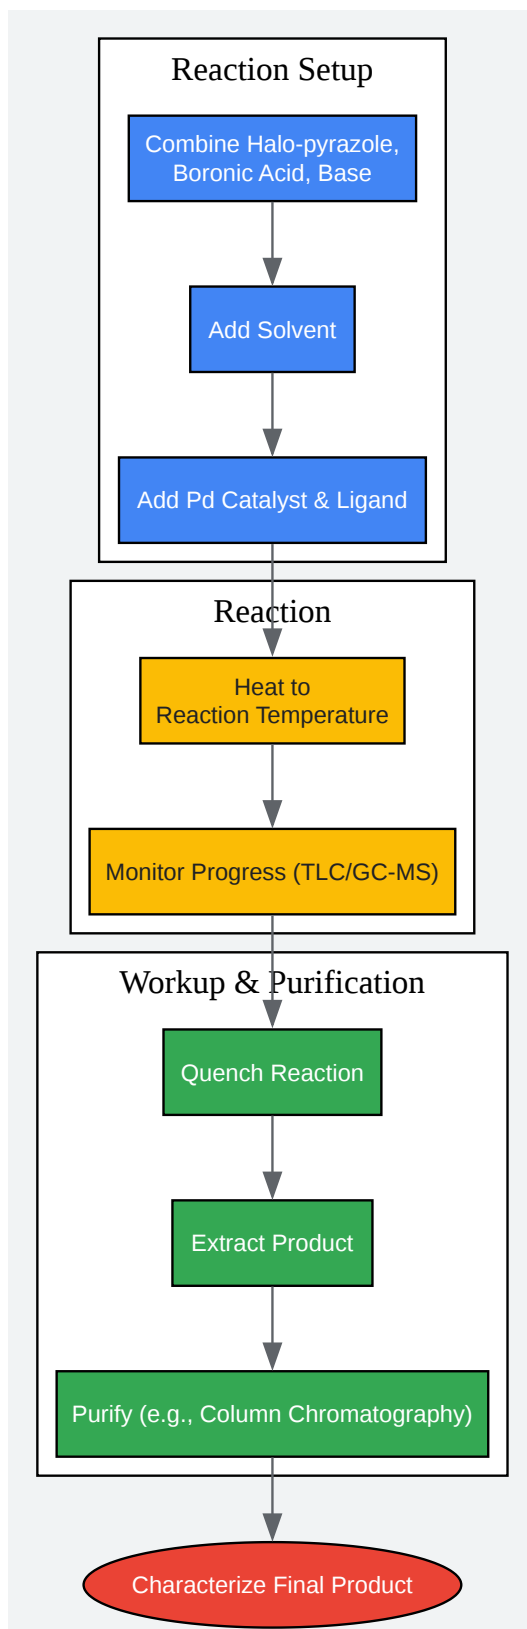 Reaction Setup
Combine Halo-pyrazole,
Boronic Acid, Base
Add Solvent
Add Pd Catalyst & Ligand
Reaction
Heat to
Reaction Temperature
Monitor Progress (TLC/GC-MS)
Workup & Purification
Quench Reaction
Extract Product
Purify (e.g., Column Chromatography)
Characterize Final Product